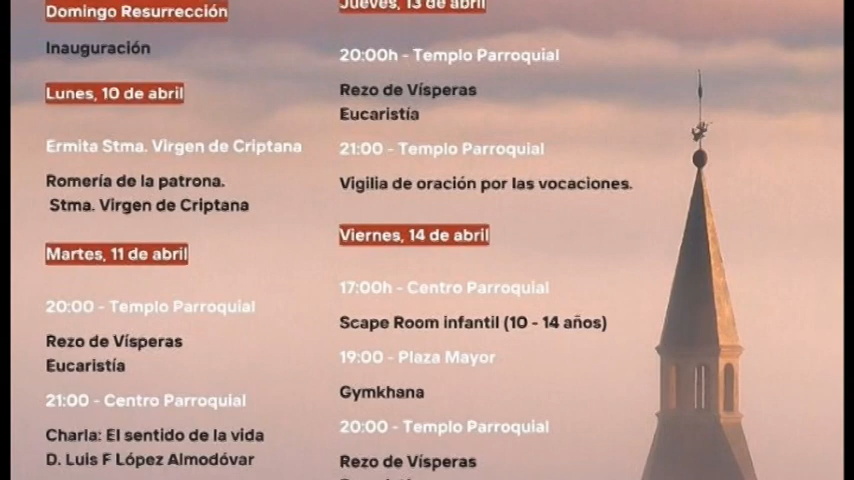 Domingo Resurrección
Inauguración
Lunes, 10 de abril
Ermita Stma. Virgen de Criptana
Romería de la patrona.
Stma. Virgen de Criptana
Martes, 11 de abril
20:00 - Templo Parroquial
Rezo de Vísperas
Eucaristía
21:00 - Centro Parroquial
Charla: El sentido de la vida
D. Luis F López Almodóvar
Jueves, 13 de abril
20:00h - Templo Parroquial
Rezo de Vísperas
Eucaristía
21:00 - Templo Parroquial
Vigilia de oración por las vocaciones.
Viernes, 14 de abril
17:00h - Centro Parroquial
Scape Room infantil (10 - 14 años)
19:00 - Plaza Mayor
Gymkhana
20:00 - Templo Parroquial
Rezo de Vísperas